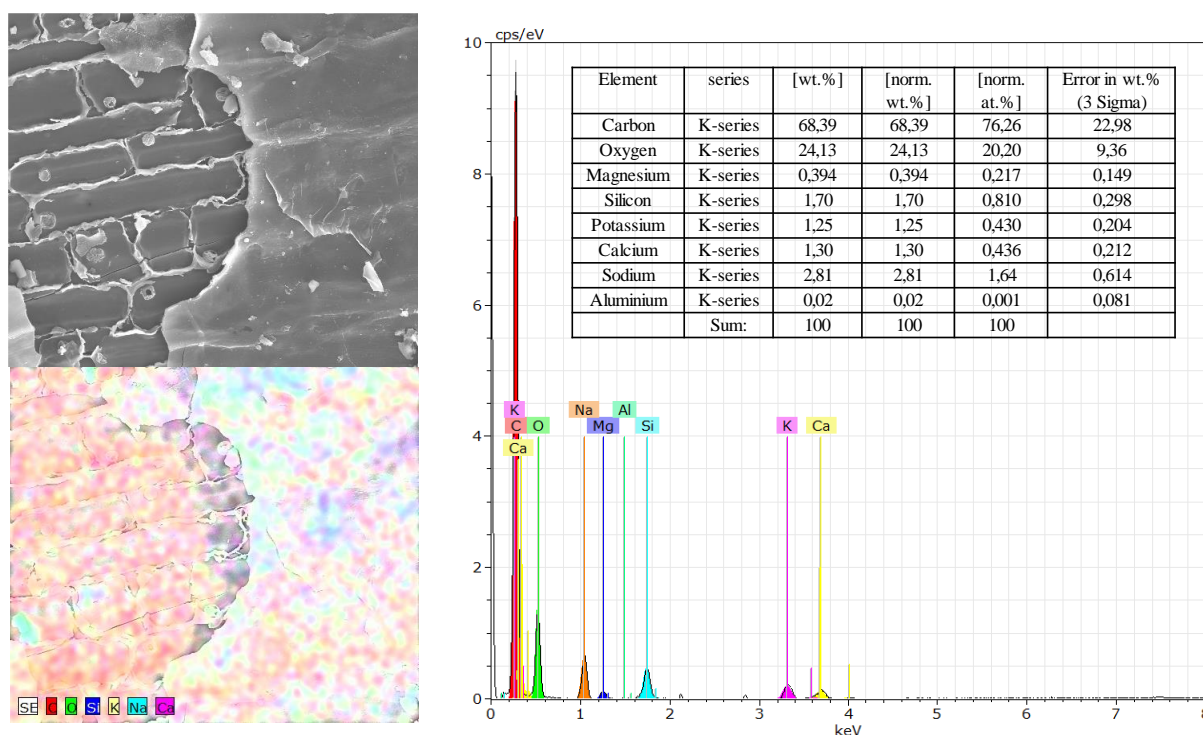 cps/eV
10
8
6
4
2
0
Element series [wt.%] [norm. wt.%] [norm. at.%] Error in wt.% (3 Sigma)
Carbon K-series 68,39 68,39 76,26 22,98
Oxygen K-series 24,13 24,13 20,20 9,36
Magnesium K-series 0,394 0,394 0,217 0,149
Silicon K-series 1,70 1,70 0,810 0,298
Potassium K-series 1,25 1,25 0,430 0,204
Calcium K-series 1,30 1,30 0,436 0,212
Sodium K-series 2,81 2,81 1,64 0,614
Aluminium K-series 0,02 0,02 0,001 0,081
Sum: 100 100 100
K Na Al
C O Mg Si K Ca
Ca
0 1 2 3 4 5 6 7 8
keV
SE C O Si K Na Ca